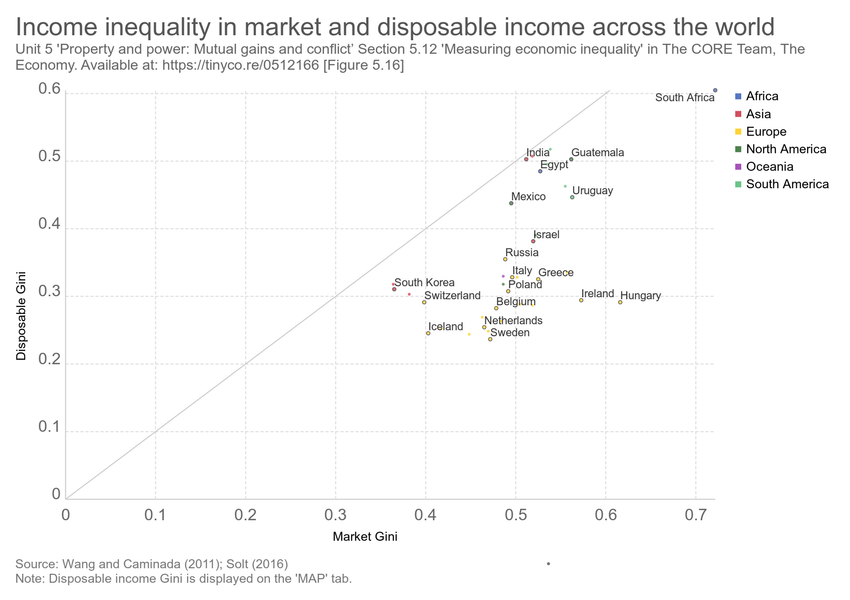 Income inequality in market and disposable income across the world
Unit 5 'Property and power: Mutual gains and conflict' Section 5.12 'Measuring economic inequality' in The CORE Team, The
Economy. Available at: https://tinyco.re/0512166 [Figure 5.16]
0.6
0.5
0.4
0.3
0.2
0.1
0
Disposable Gini
South Africa
India
Guatemala
Egypt
Mexico
Uruguay
Israel
Russia
Italy
Greece
South Korea
Poland
Switzerland
Ireland
Hungary
Belgium
Iceland
Netherlands
Sweden
0
0.1
0.2
0.3
0.4
0.5
0.6
0.7
Market Gini
Africa
Asia
Europe
North America
Oceania
South America
Source: Wang and Caminada (2011); Solt (2016)
Note: Disposable income Gini is displayed on the 'MAP' tab.